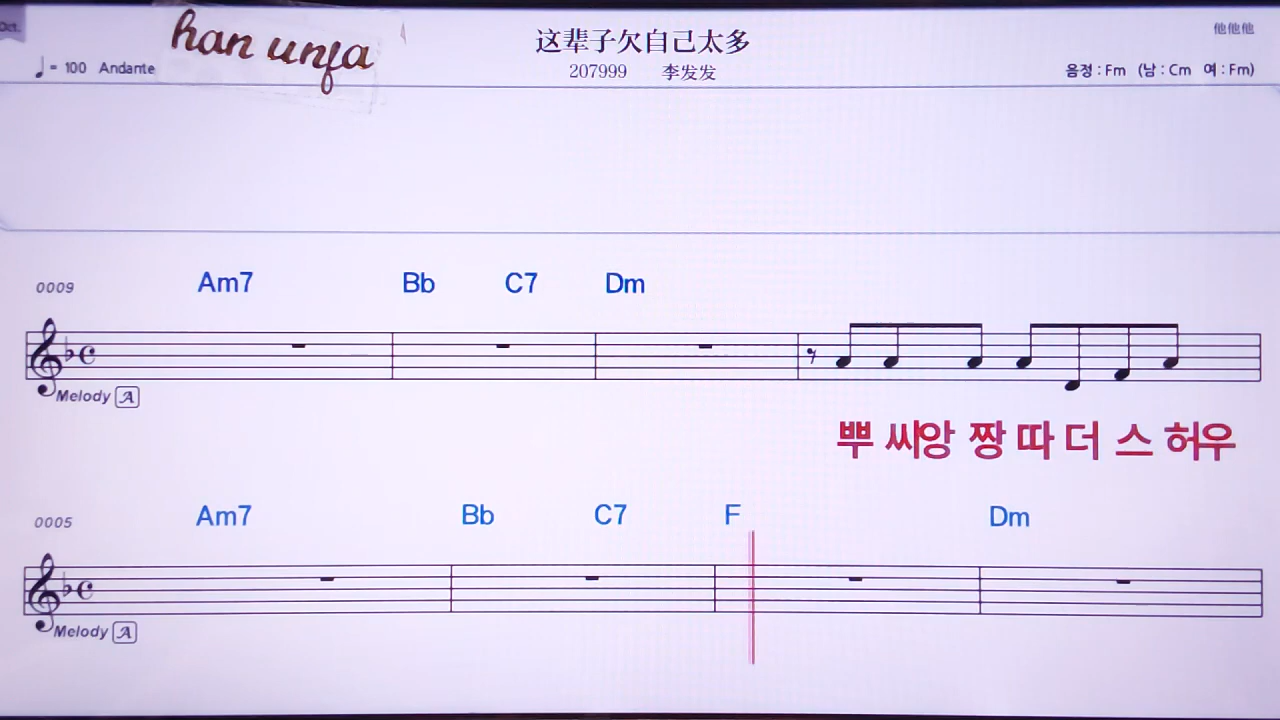 Oct.
han unfa
这辈子欠自己太多
他他他
♩= 100 Andante
207999 李发发
음정 : Fm (남 : Cm 여 : Fm)
0009 Am7 Bb C7 Dm
Melody A
뿌 씨앙 짱 따 더 스 허우
0005 Am7 Bb C7 F Dm
Melody A